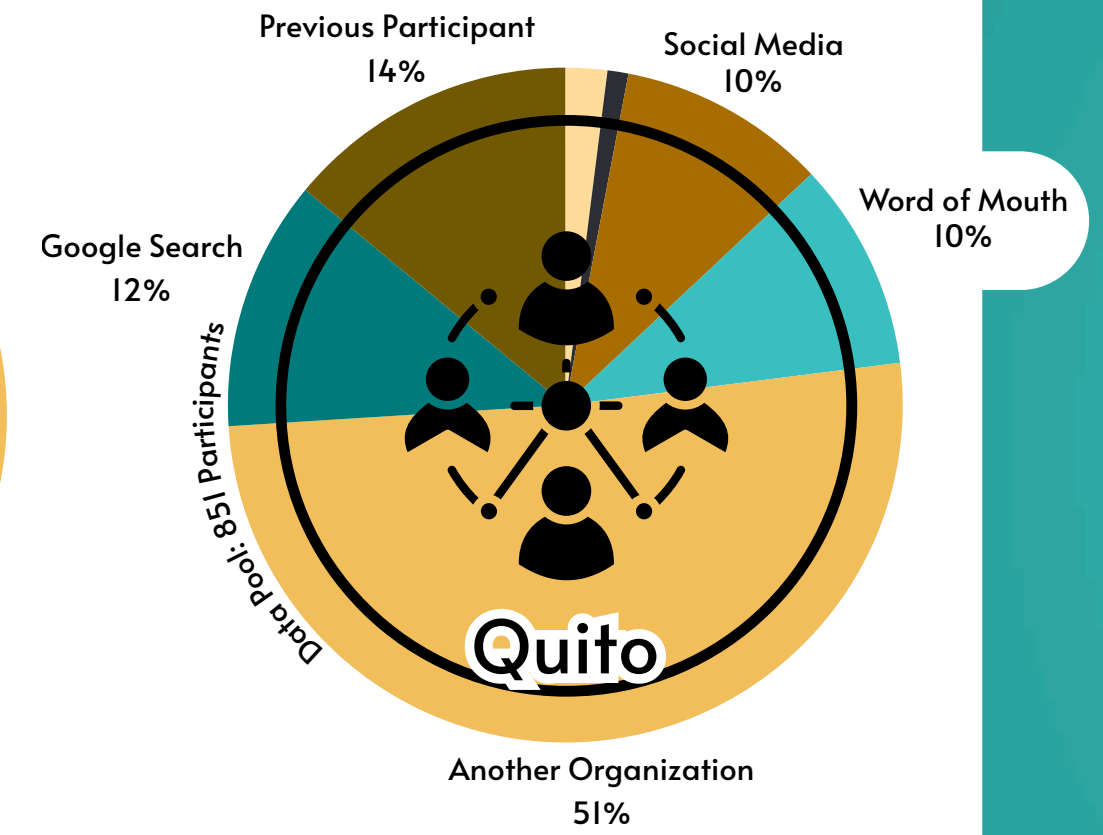 Previous Participant
14%
Social Media
10%
Word of Mouth
10%
Google Search
12%
Data Pool: 851 Participants
Quito
Another Organization
51%